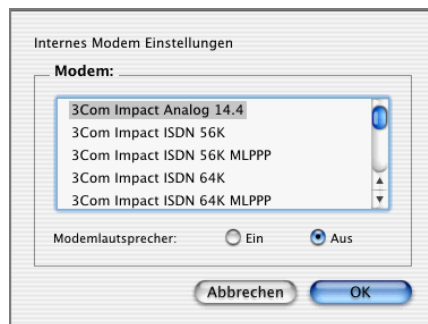 Internes Modem Einstellungen
Modem:
3Com Impact Analog 14.4
3Com Impact ISDN 56K
3Com Impact ISDN 56K MLPPP
3Com Impact ISDN 64K
3Com Impact ISDN 64K MLPPP
Modemlautsprecher: Ein Aus
Abbrechen OK